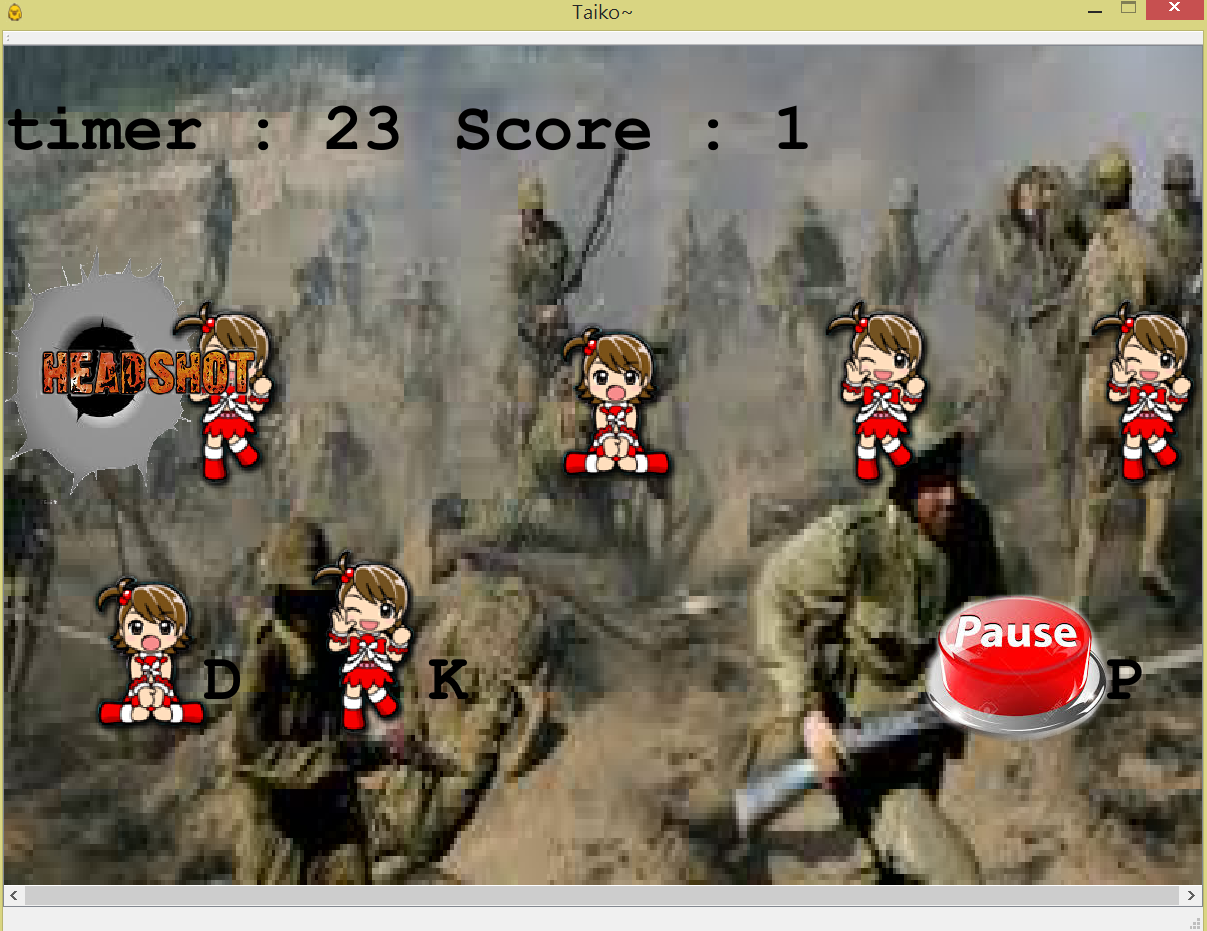 Taiko~
timer : 23 Score : 1
HEADSHOT
Pause
D K P